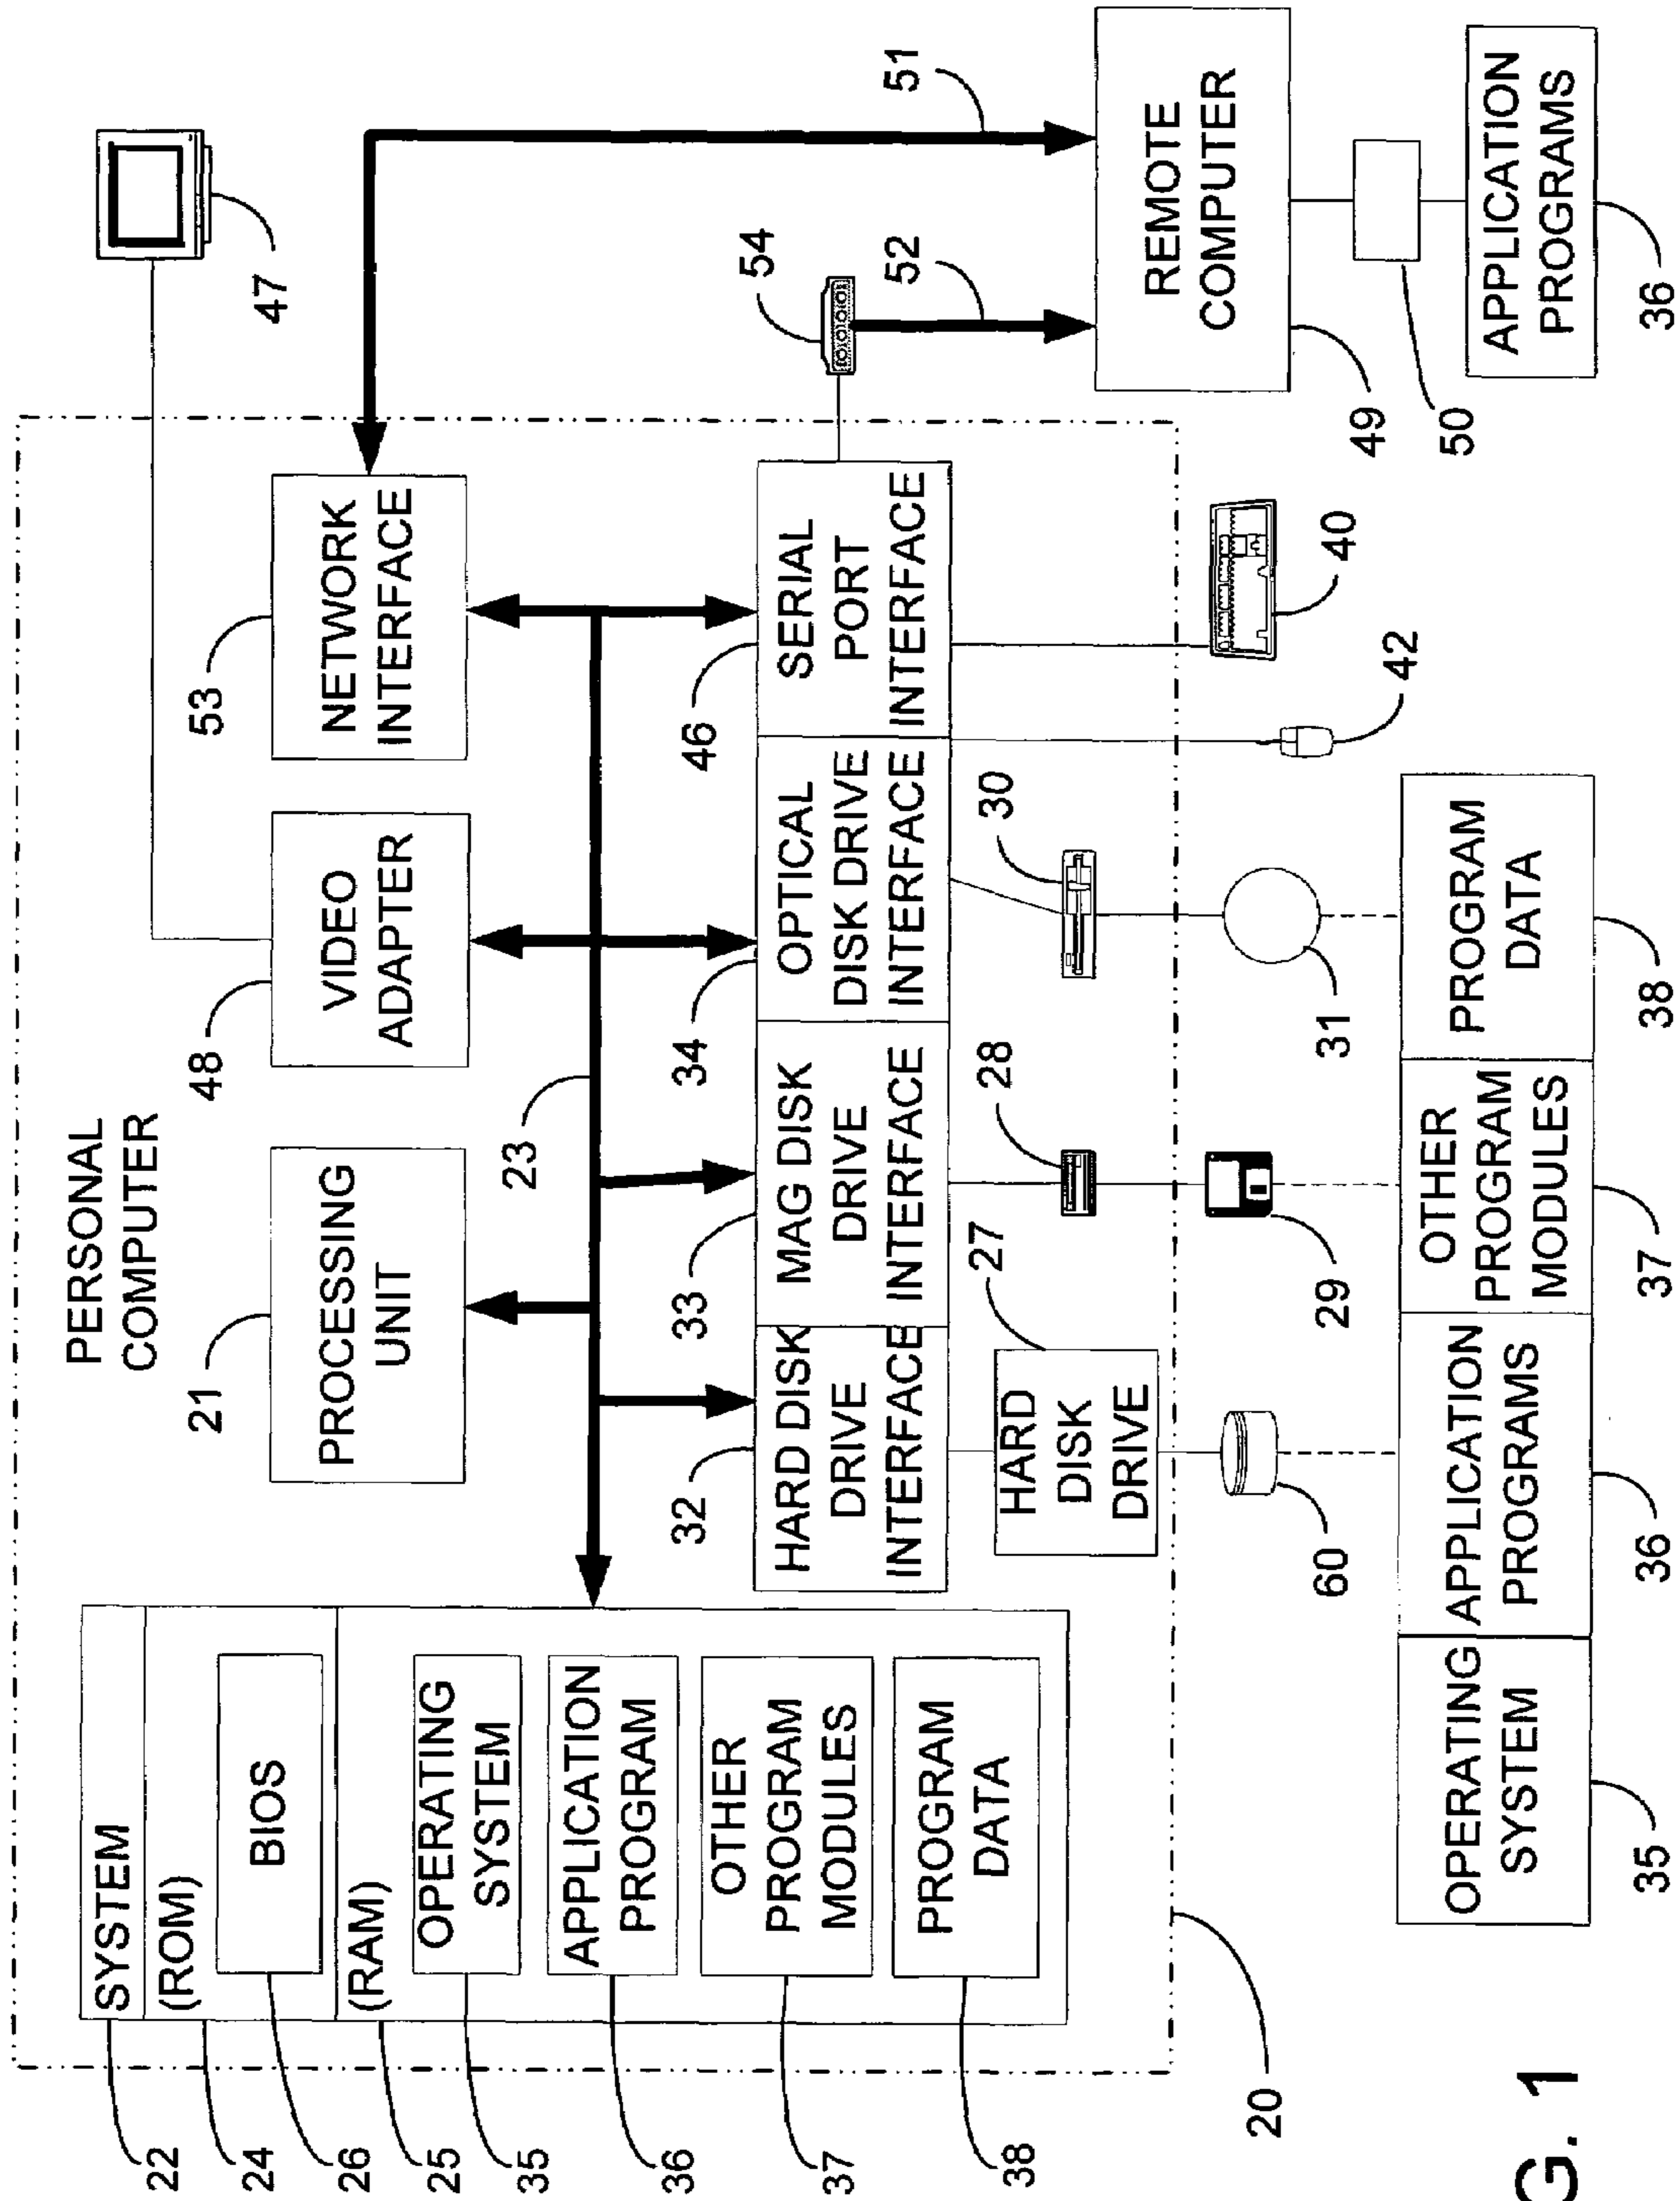 PERSONAL
COMPUTER
47
22
SYSTEM
24
(ROM)
26
BIOS
25
(RAM)
35
OPERATING
SYSTEM
36
APPLICATION
PROGRAM
37
OTHER
PROGRAM
MODULES
38
PROGRAM
DATA
21
PROCESSING
UNIT
48
VIDEO
ADAPTER
53
NETWORK
INTERFACE
23
32
HARD DISK
DRIVE
INTERFACE
33
MAG DISK
DRIVE
INTERFACE
34
OPTICAL
DISK DRIVE
INTERFACE
46
SERIAL
PORT
INTERFACE
54
52
51
27
HARD
DISK
DRIVE
28
30
20
60
29
31
42
40
49
REMOTE
COMPUTER
50
APPLICATION
PROGRAMS
36
OPERATING
SYSTEM
35
APPLICATION
PROGRAMS
36
OTHER
PROGRAM
MODULES
37
PROGRAM
DATA
38
G. 1